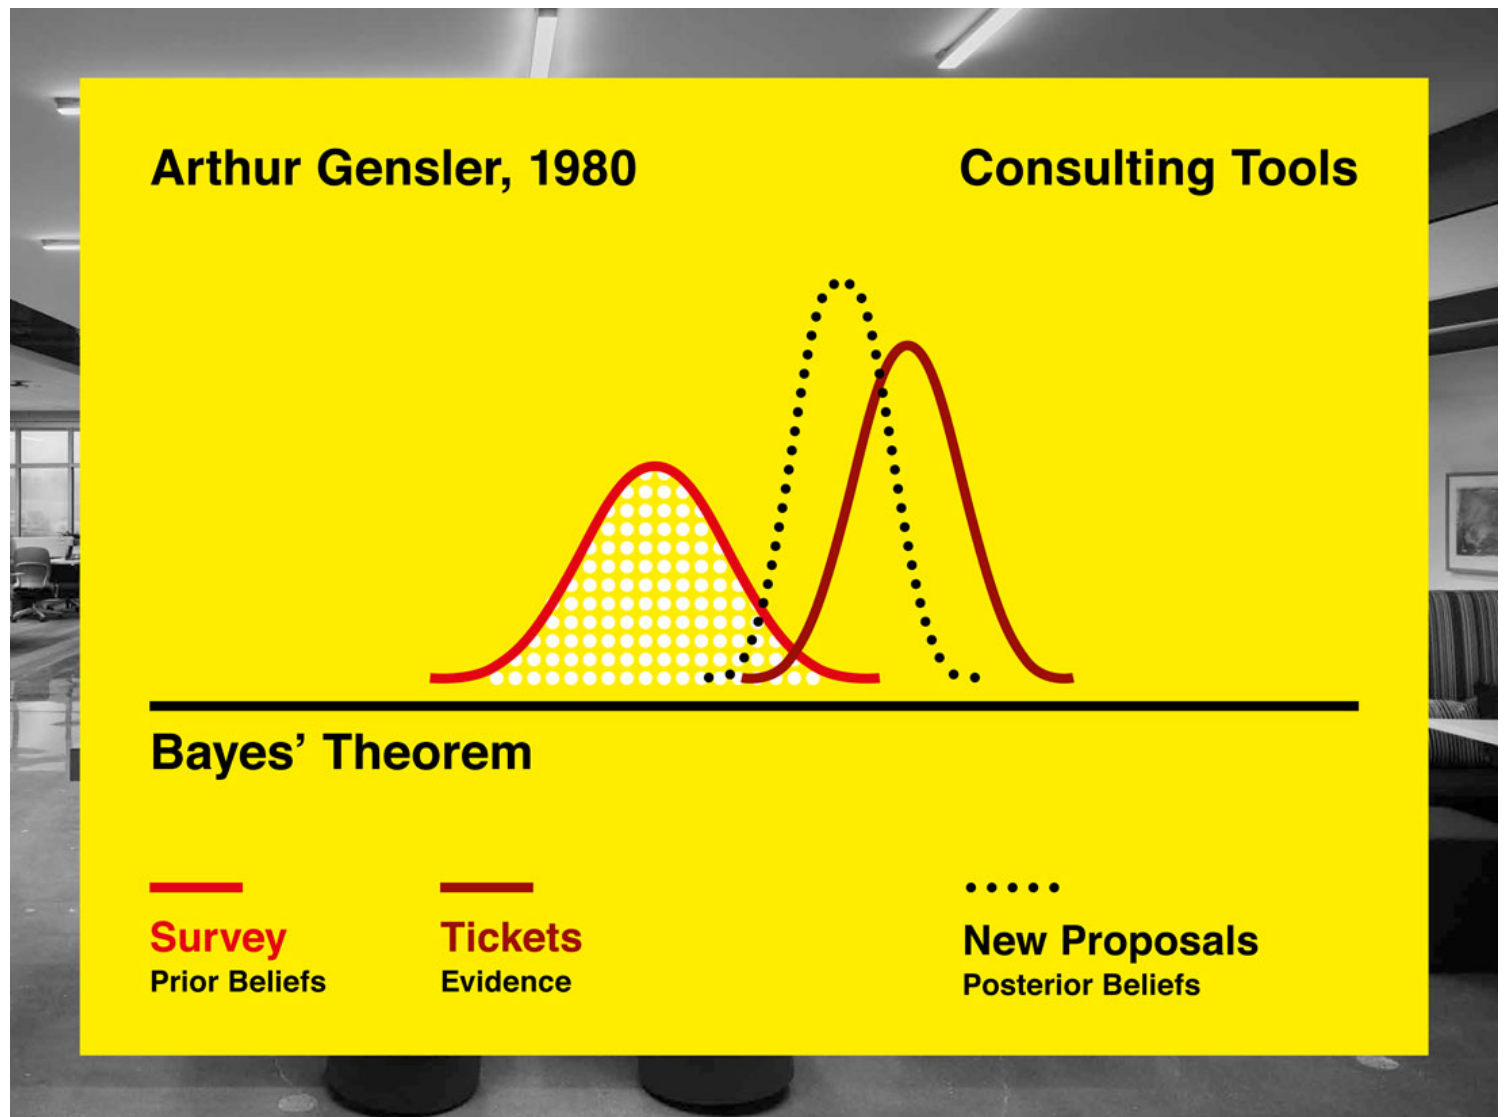 Arthur Gensler, 1980
Consulting Tools
Bayes’ Theorem
Survey
Prior Beliefs
Tickets
Evidence
New Proposals
Posterior Beliefs